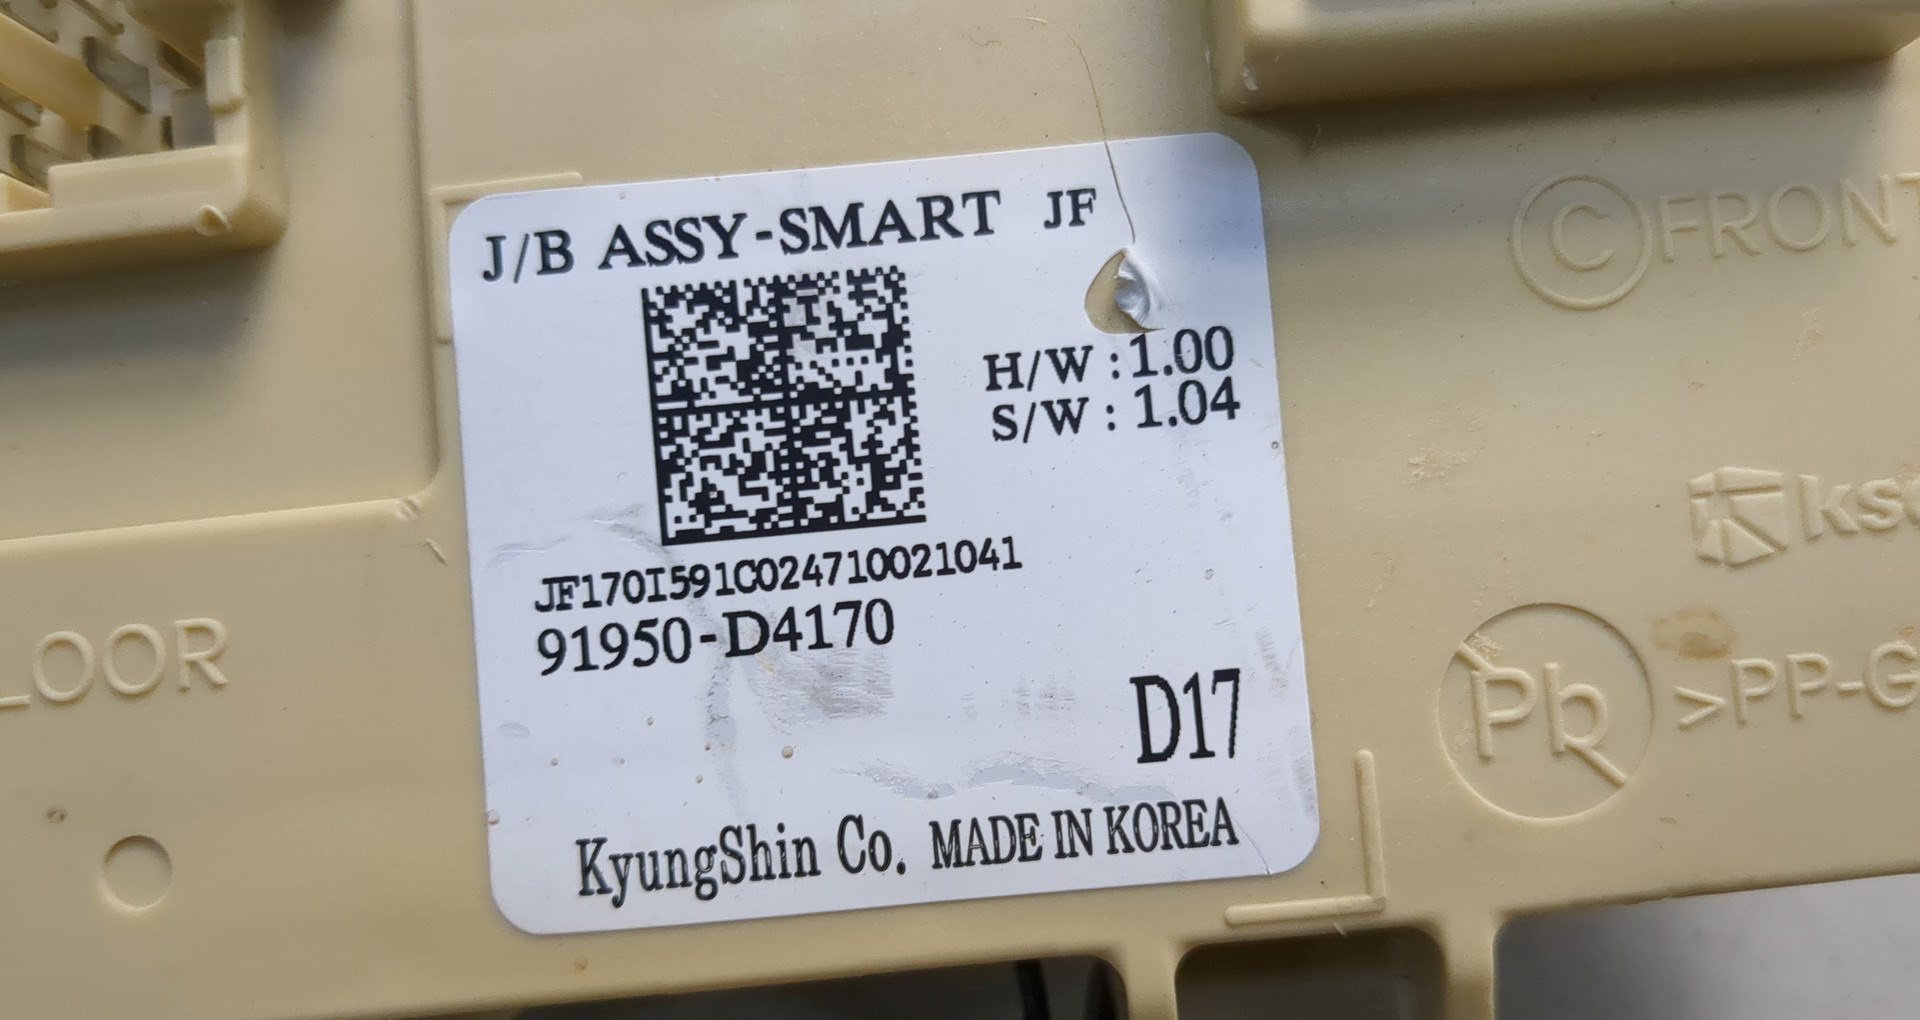 J/B ASSY-SMART JF
H/W : 1.00
S/W : 1.04
JF170I591C024710021041
91950-D4170
D17
KyungShin Co. MADE IN KOREA
© FRONT
Pb
>PP-G